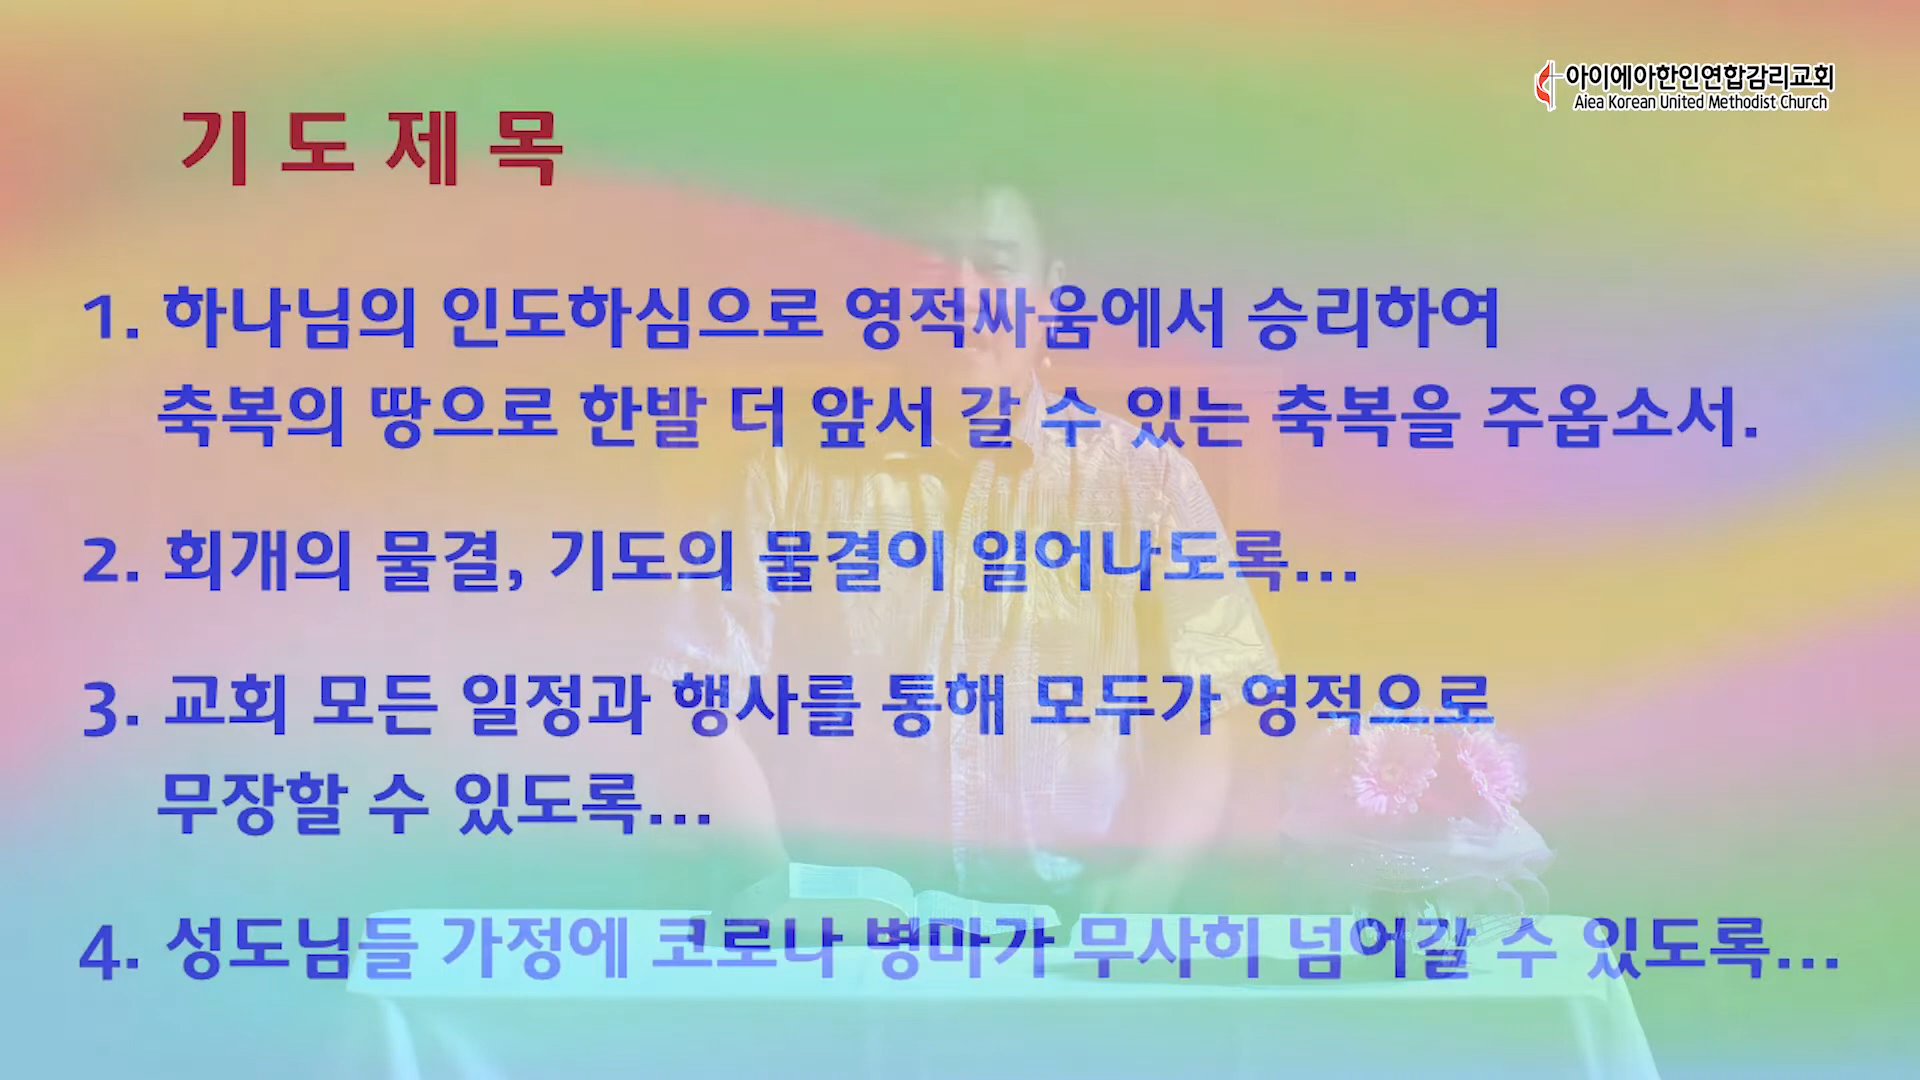 아이에아한인연합감리교회
Aiea Korean United Methodist Church
기 도 제 목
1. 하나님의 인도하심으로 영적싸움에서 승리하여
축복의 땅으로 한발 더 앞서 갈 수 있는 축복을 주옵소서.
2. 회개의 물결, 기도의 물결이 일어나도록...
3. 교회 모든 일정과 행사를 통해 모두가 영적으로
무장할 수 있도록...
4. 성도님들 가정에 코로나 병마가 무사히 넘어갈 수 있도록...